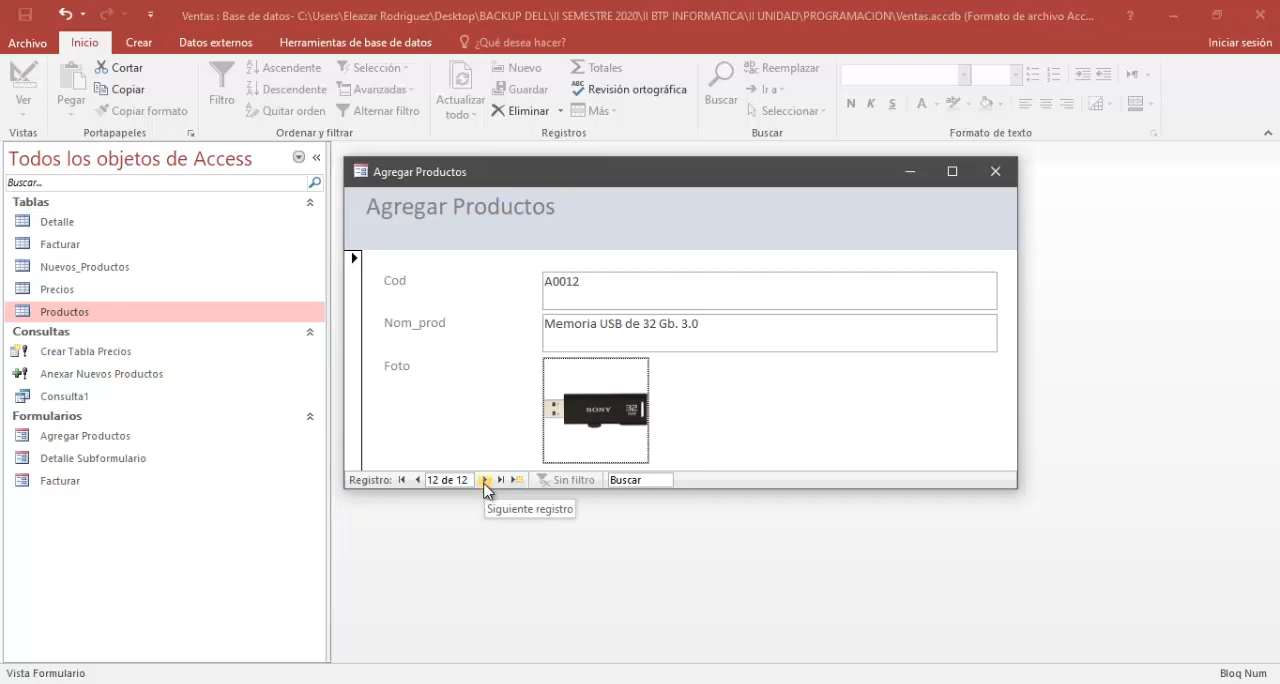 Ventas : Base de datos- C:\Users\Eleazar Rodriguez\Desktop\BACKUP DELL\II SEMESTRE 2020\II BTP INFORMATICA\II UNIDAD\PROGRAMACION\Ventas.accdb (Formato de archivo Acc...
?
Archivo Inicio Crear Datos externos Herramientas de base de datos ¿Qué desea hacer? Iniciar sesión
Ver
Vistas
Pegar
Cortar
Copiar
Copiar formato
Portapapeles
Filtro
Ascendente
Descendente
Quitar orden
Selección
Avanzadas
Alternar filtro
Ordenar y filtrar
Actualizar
todo
Nuevo
Guardar
Eliminar
Totales
Revisión ortográfica
Más
Registros
Buscar
Reemplazar
Ir a
Seleccionar
Buscar
N K S A
Formato de texto
Todos los objetos de Access
Buscar...
Tablas
Detalle
Facturar
Nuevos_Productos
Precios
Productos
Consultas
Crear Tabla Precios
Anexar Nuevos Productos
Consulta1
Formularios
Agregar Productos
Detalle Subformulario
Facturar
Agregar Productos
Agregar Productos
Cod A0012
Nom_prod Memoria USB de 32 Gb. 3.0
Foto
SONY 32
Registro: 12 de 12 Sin filtro Buscar
Siguiente registro
Vista Formulario Bloq Num